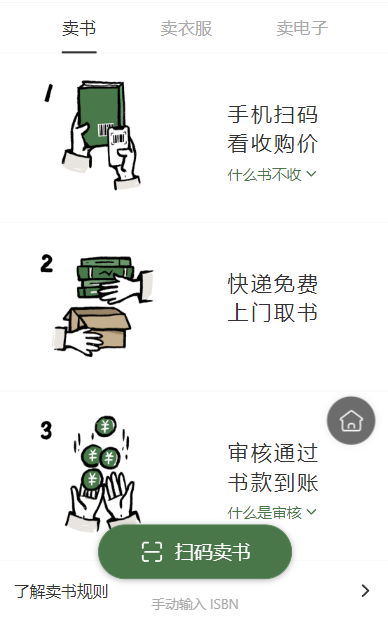 卖书
卖衣服
卖电子
1
手机扫码
看收购价
什么书不收
2
快递免费
上门取书
3
审核通过
书款到账
什么是审核
扫码卖书
了解卖书规则
手动输入 ISBN